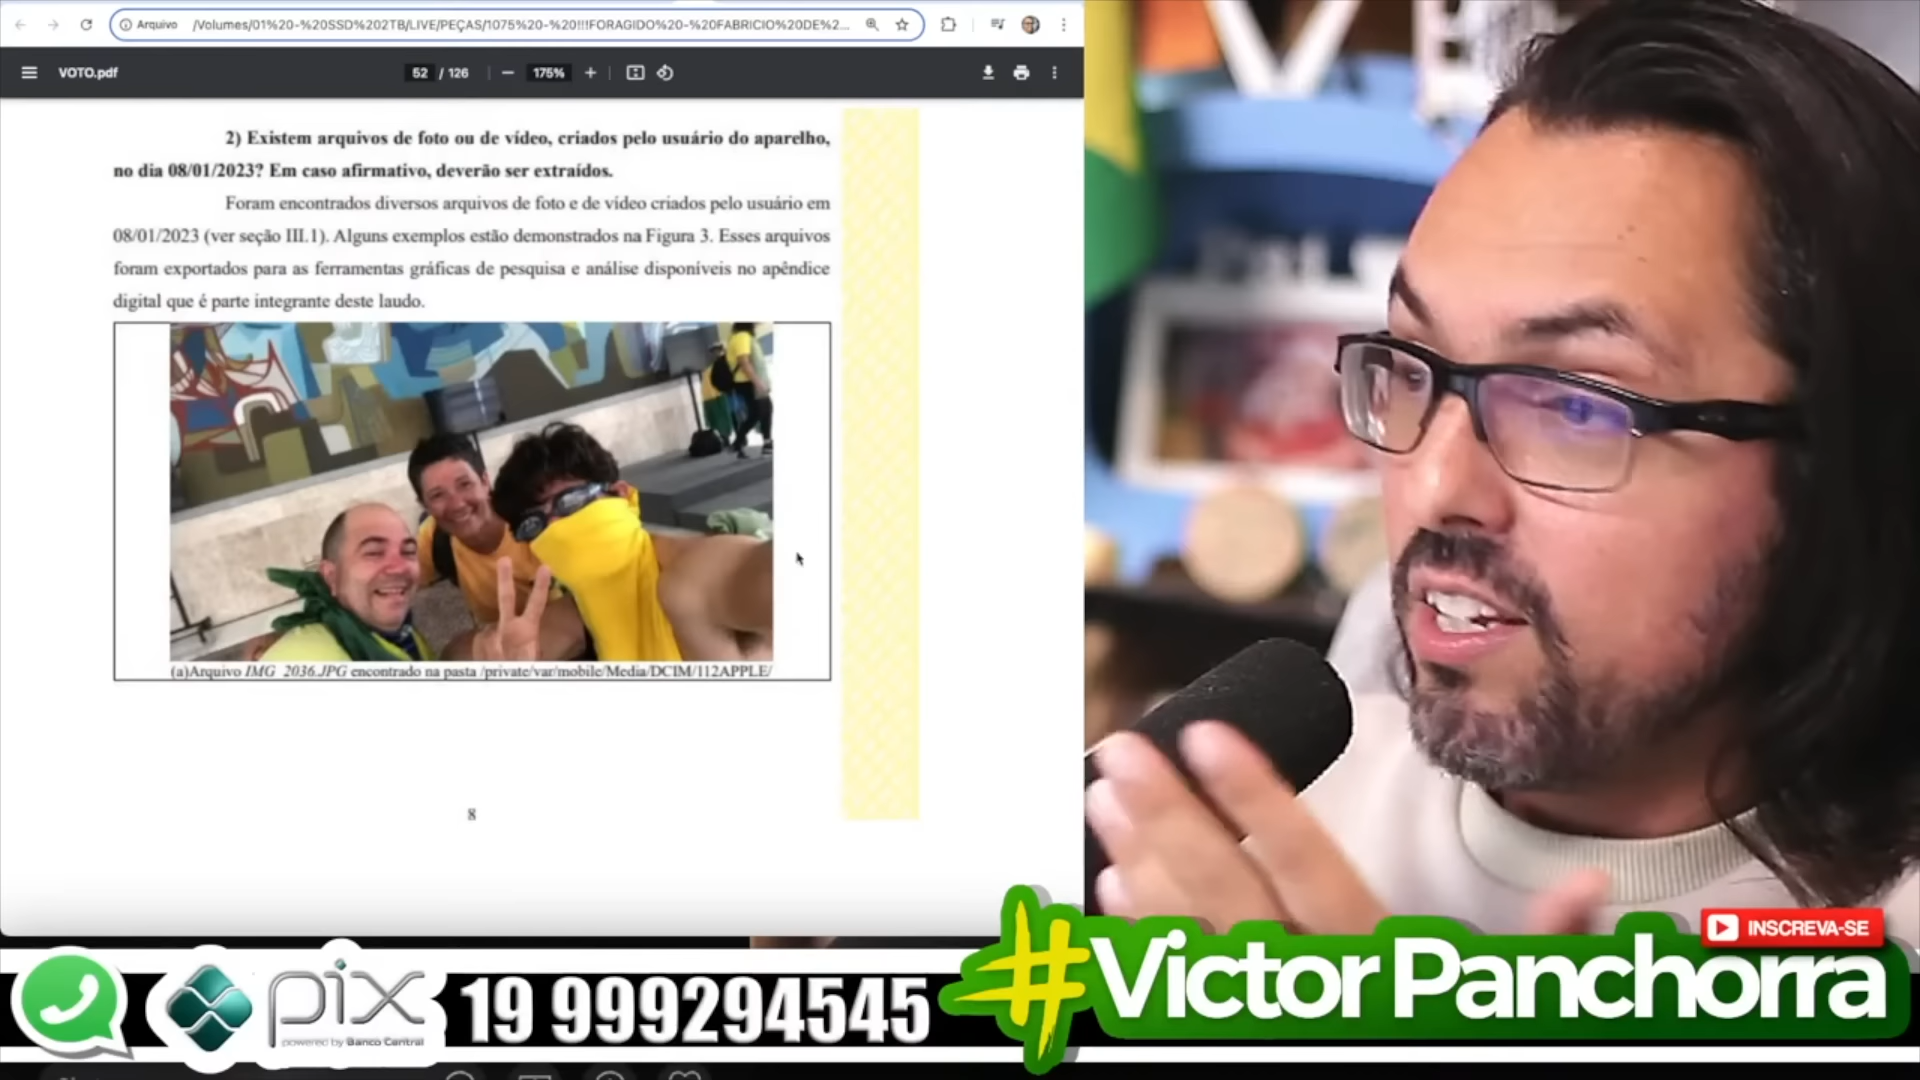 Arquivo /Volumes/01%20-%20SSD%202TB/LIVE/PEÇAS/1075%20-%20!!!FORAGIDO%20-%20FABRICIO%20DE%2...
VOTO.pdf 52 / 126 175%
2) Existem arquivos de foto ou de vídeo, criados pelo usuário do aparelho,
no dia 08/01/2023? Em caso afirmativo, deverão ser extraídos.
Foram encontrados diversos arquivos de foto e de vídeo criados pelo usuário em
08/01/2023 (ver seção III.1). Alguns exemplos estão demonstrados na Figura 3. Esses arquivos
foram exportados para as ferramentas gráficas de pesquisa e análise disponíveis no apêndice
digital que é parte integrante deste laudo.
(a)Arquivo IMG_2036.JPG encontrado na pasta /private/var/mobile/Media/DCIM/112APPLE/
8
INSCREVA-SE
#Victor Panchorra
pix
powered by Banco Central
19 999294545